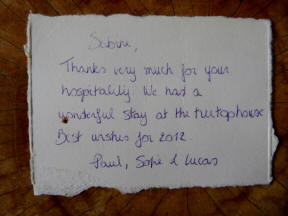 Sabine,
Thanks very much for your
hospitality. We had a
wonderful stay at the treetophouse
Best wishes for 2012.
Paul, Sofie & Lucas